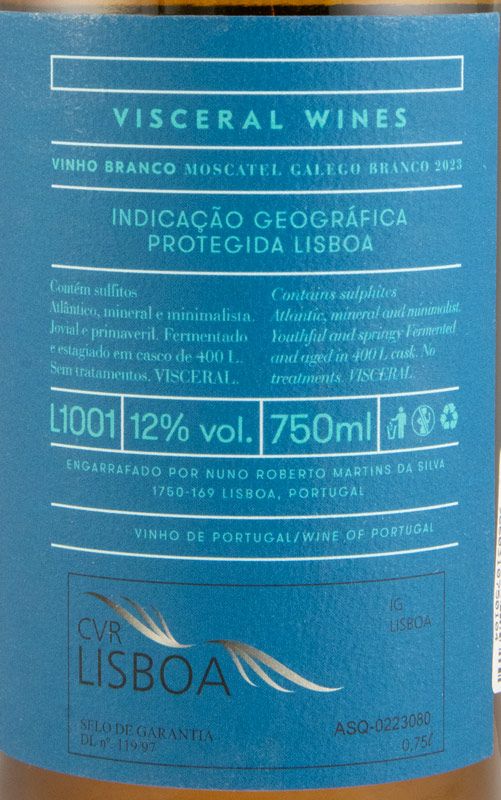 VISCERAL WINES
VINHO BRANCO MOSCATEL GALEGO BRANCO 2023
INDICAÇÃO GEOGRÁFICA
PROTEGIDA LISBOA
Contém sulfitos
Atlântico, mineral e minimalista.
Jovial e primaveril. Fermentado
e estagiado em casco de 400 L.
Sem tratamentos. VISCERAL.
Contains sulphites
Atlantic, mineral and minimalist.
Youthful and springy Fermented
and aged in 400 L cask. No
treatments. VISCERAL.
L1001 12% vol. 750ml
ENGARRAFADO POR NUNO ROBERTO MARTINS DA SILVA
1750-169 LISBOA, PORTUGAL
VINHO DE PORTUGAL/WINE OF PORTUGAL
CVR
LISBOA
IG
LISBOA
SELO DE GARANTIA
DL nº. 119/97
ASQ-0223080
0,75ℓ